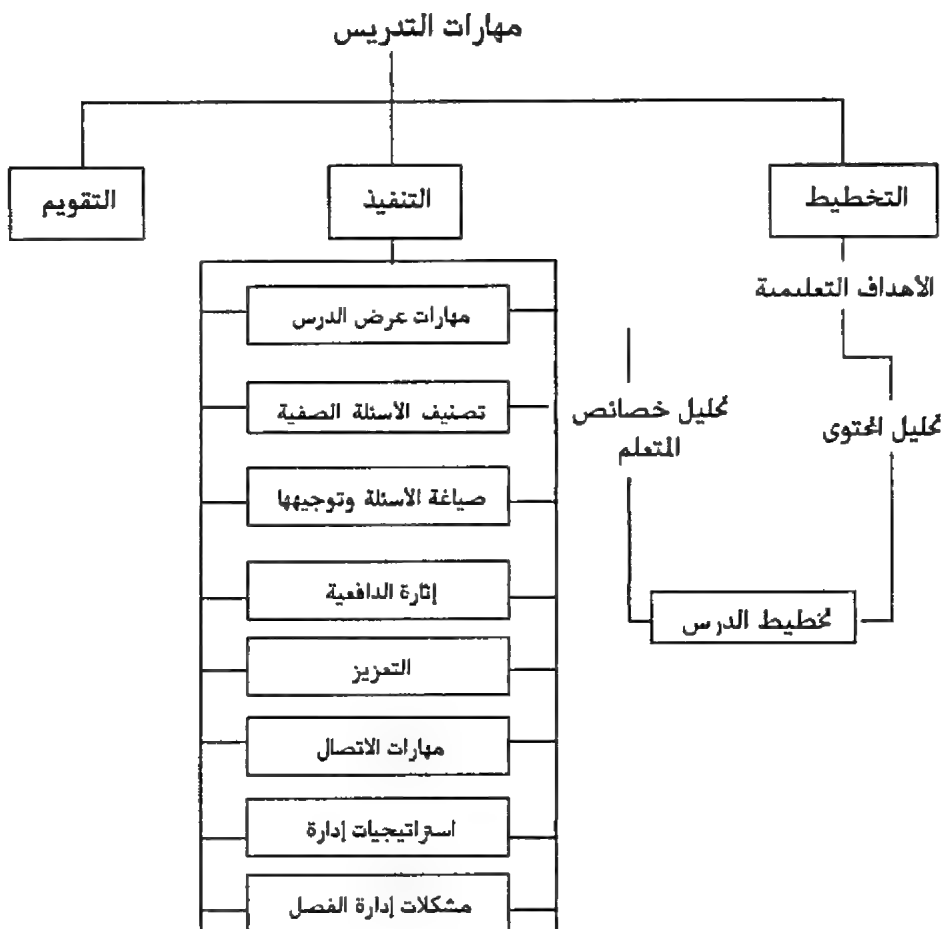 مهارات التدريس
التخطيط
التنفيذ
التقويم
الأهداف التعليمية
تحليل المحتوى
تحليل خصائص
المتعلم
تخطيط الدرس
مهارات عرض الدرس
تصنيف الأسئلة الصفية
صياغة الأسئلة وتوجيهها
إثارة الدافعية
التعزيز
مهارات الاتصال
استراتيجيات إدارة
مشكلات إدارة الفصل